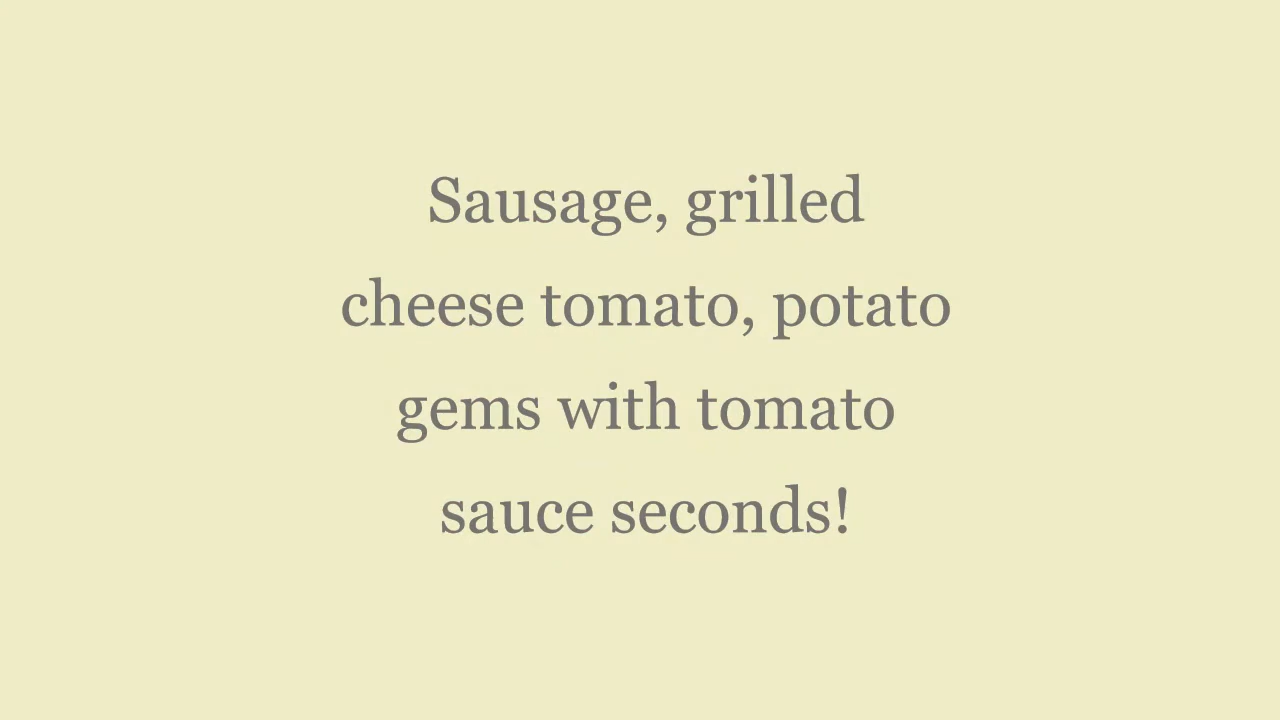 Sausage, grilled
cheese tomato, potato
gems with tomato
sauce seconds!